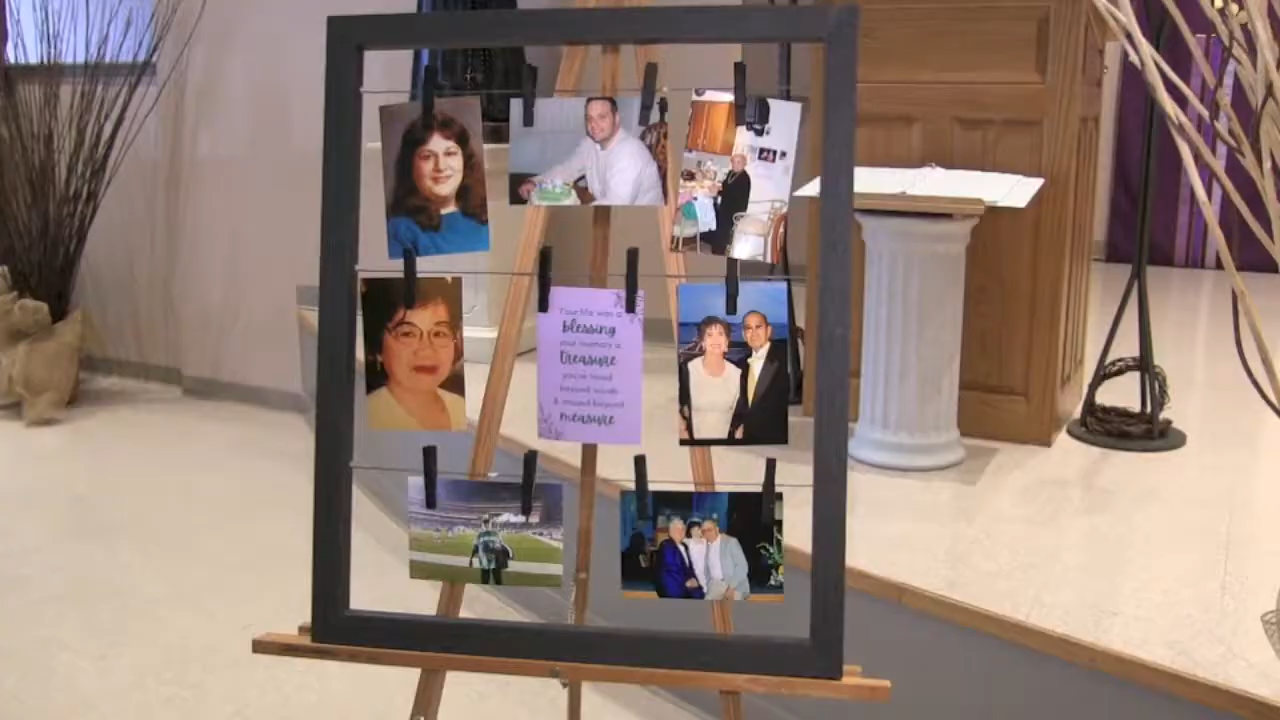 Your life was a
blessing
your memory a
treasure
you're loved
beyond words
& missed beyond
measure